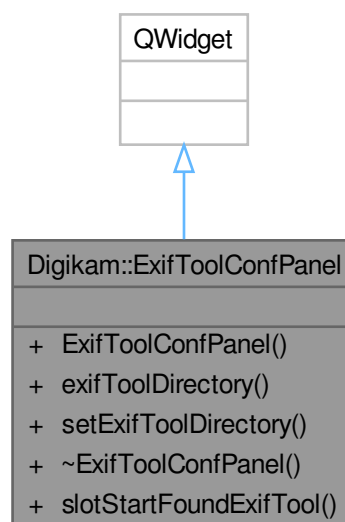 QWidget
Digikam::ExifToolConfPanel
+ ExifToolConfPanel()
+ exifToolDirectory()
+ setExifToolDirectory()
+ ~ExifToolConfPanel()
+ slotStartFoundExifTool()